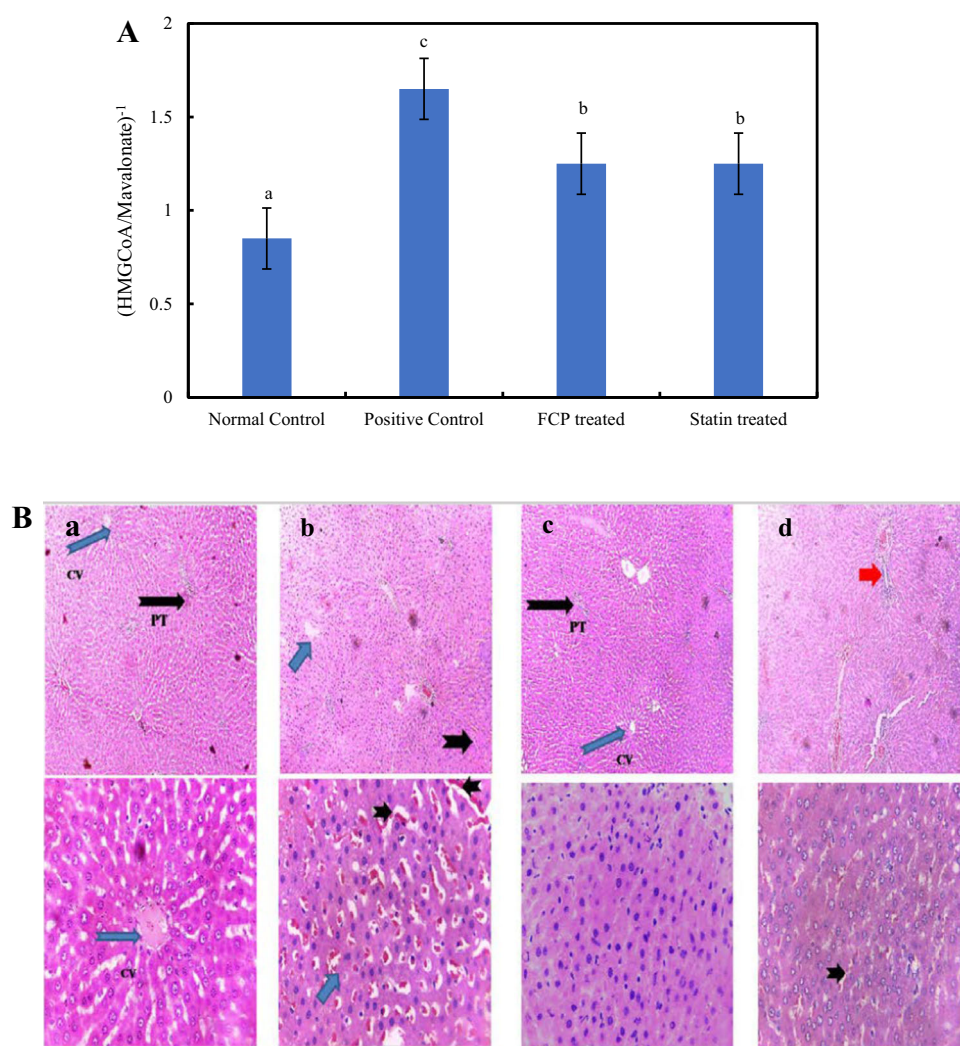 A
(HMGCoA/Mavalonate)-1
2
1.5
1
0.5
0
a
c
b
b
Normal Control
Positive Control
FCP treated
Statin treated
B
a
b
c
d
CV
PT
PT
CV
CV